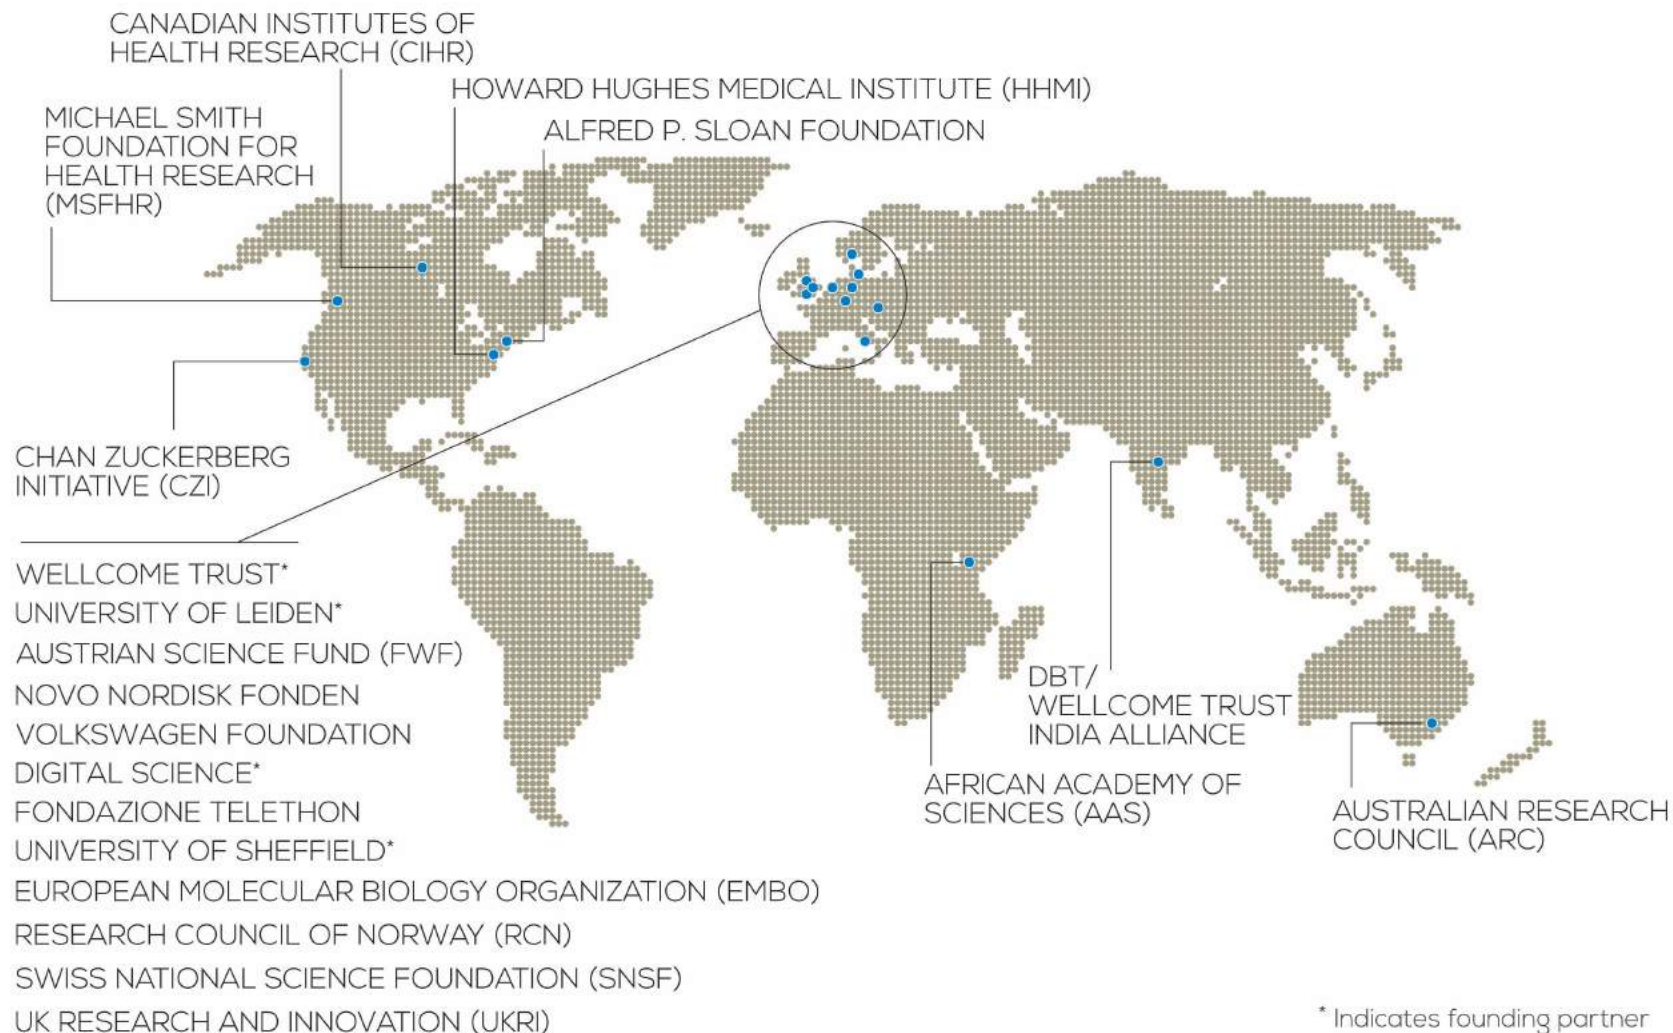 CANADIAN INSTITUTES OF
HEALTH RESEARCH (CIHR)
HOWARD HUGHES MEDICAL INSTITUTE (HHMI)
MICHAEL SMITH
FOUNDATION FOR
HEALTH RESEARCH
(MSFHR)
ALFRED P. SLOAN FOUNDATION
CHAN ZUCKERBERG
INITIATIVE (CZI)
WELLCOME TRUST*
UNIVERSITY OF LEIDEN*
AUSTRIAN SCIENCE FUND (FWF)
NOVO NORDISK FONDEN
VOLKSWAGEN FOUNDATION
DIGITAL SCIENCE*
FONDAZIONE TELETHON
UNIVERSITY OF SHEFFIELD*
EUROPEAN MOLECULAR BIOLOGY ORGANIZATION (EMBO)
RESEARCH COUNCIL OF NORWAY (RCN)
SWISS NATIONAL SCIENCE FOUNDATION (SNSF)
UK RESEARCH AND INNOVATION (UKRI)
DBT/
WELLCOME TRUST
INDIA ALLIANCE
AFRICAN ACADEMY OF
SCIENCES (AAS)
AUSTRALIAN RESEARCH
COUNCIL (ARC)
* Indicates founding partner